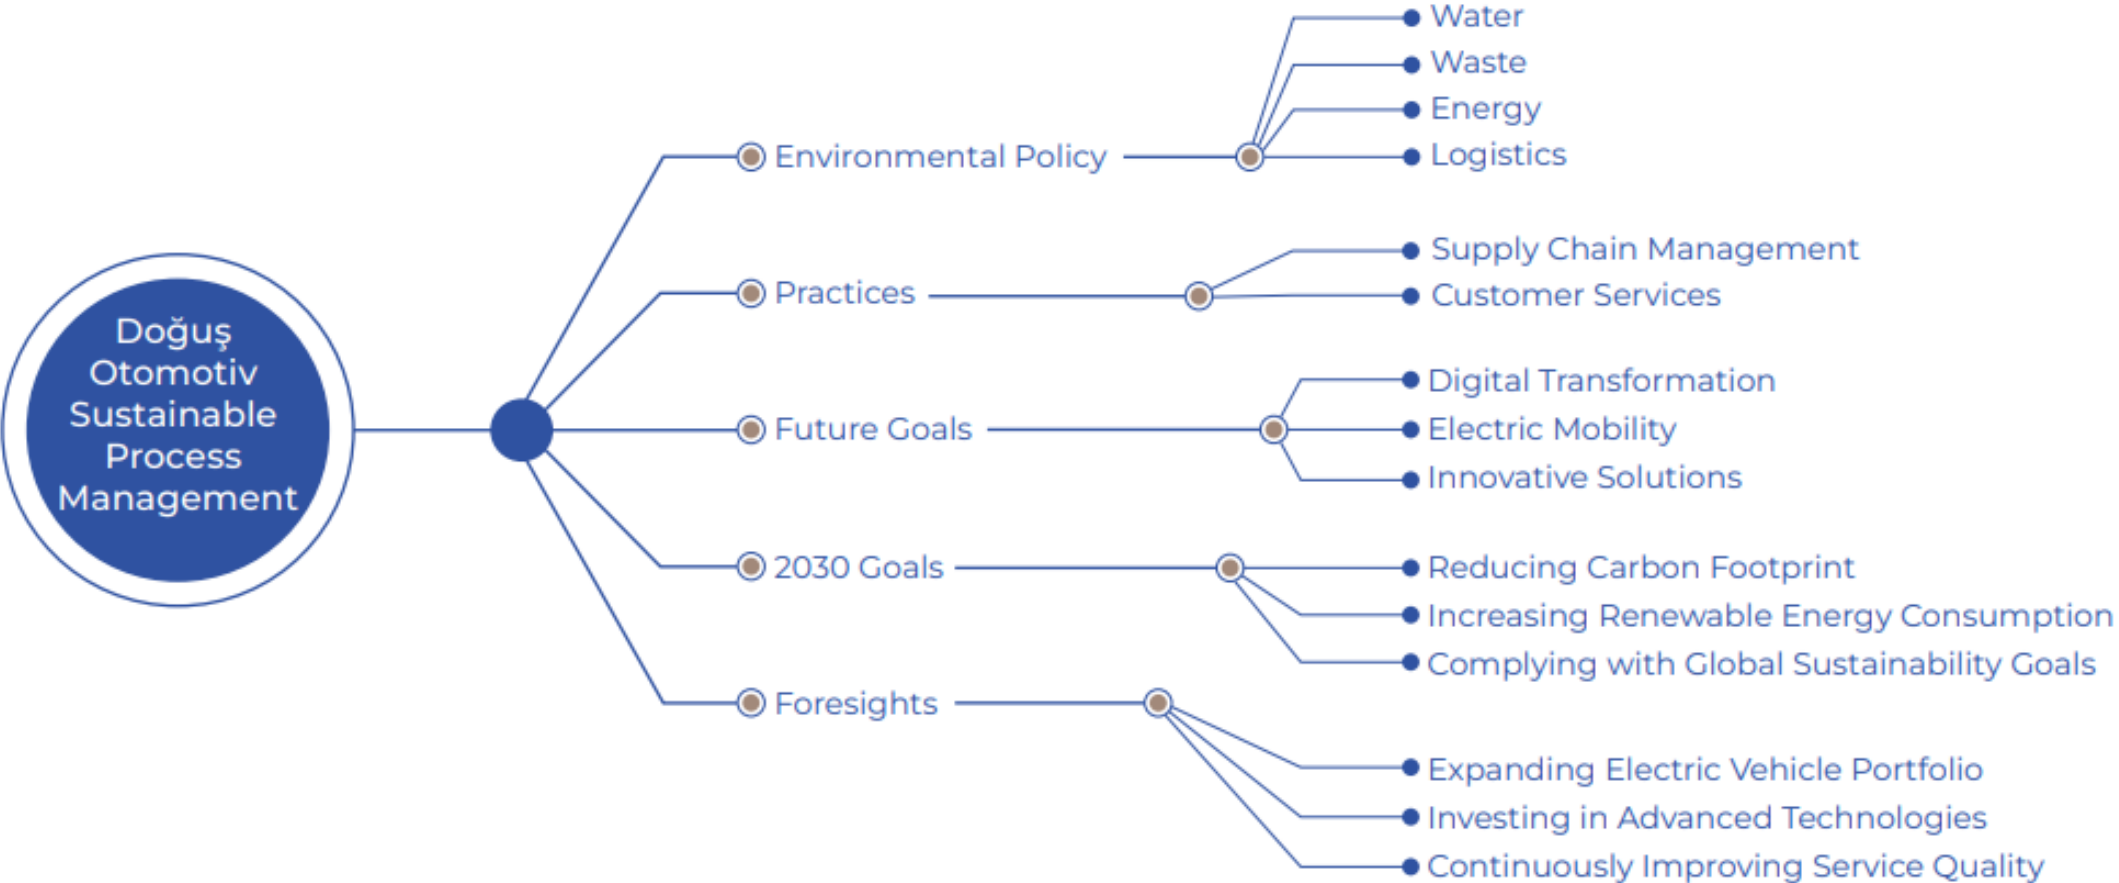 Doğuş
Otomotiv
Sustainable
Process
Management
Environmental Policy
Water
Waste
Energy
Logistics
Practices
Supply Chain Management
Customer Services
Future Goals
Digital Transformation
Electric Mobility
Innovative Solutions
2030 Goals
Reducing Carbon Footprint
Increasing Renewable Energy Consumption
Complying with Global Sustainability Goals
Foresights
Expanding Electric Vehicle Portfolio
Investing in Advanced Technologies
Continuously Improving Service Quality